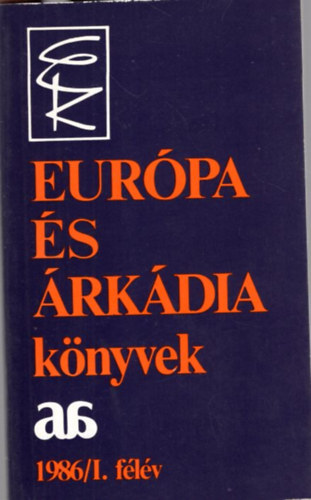 EURÓPA
ÉS
ÁRKÁDIA
könyvek
1986/I. félév